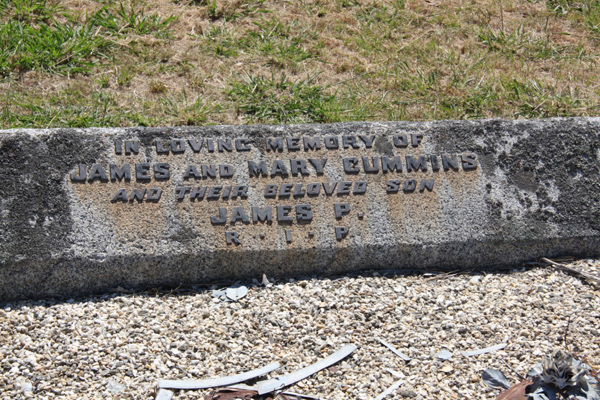 IN LOVING MEMORY OF
JAMES AND MARY CUMMINS
AND THEIR BELOVED SON
JAMES P.
R. I. P.